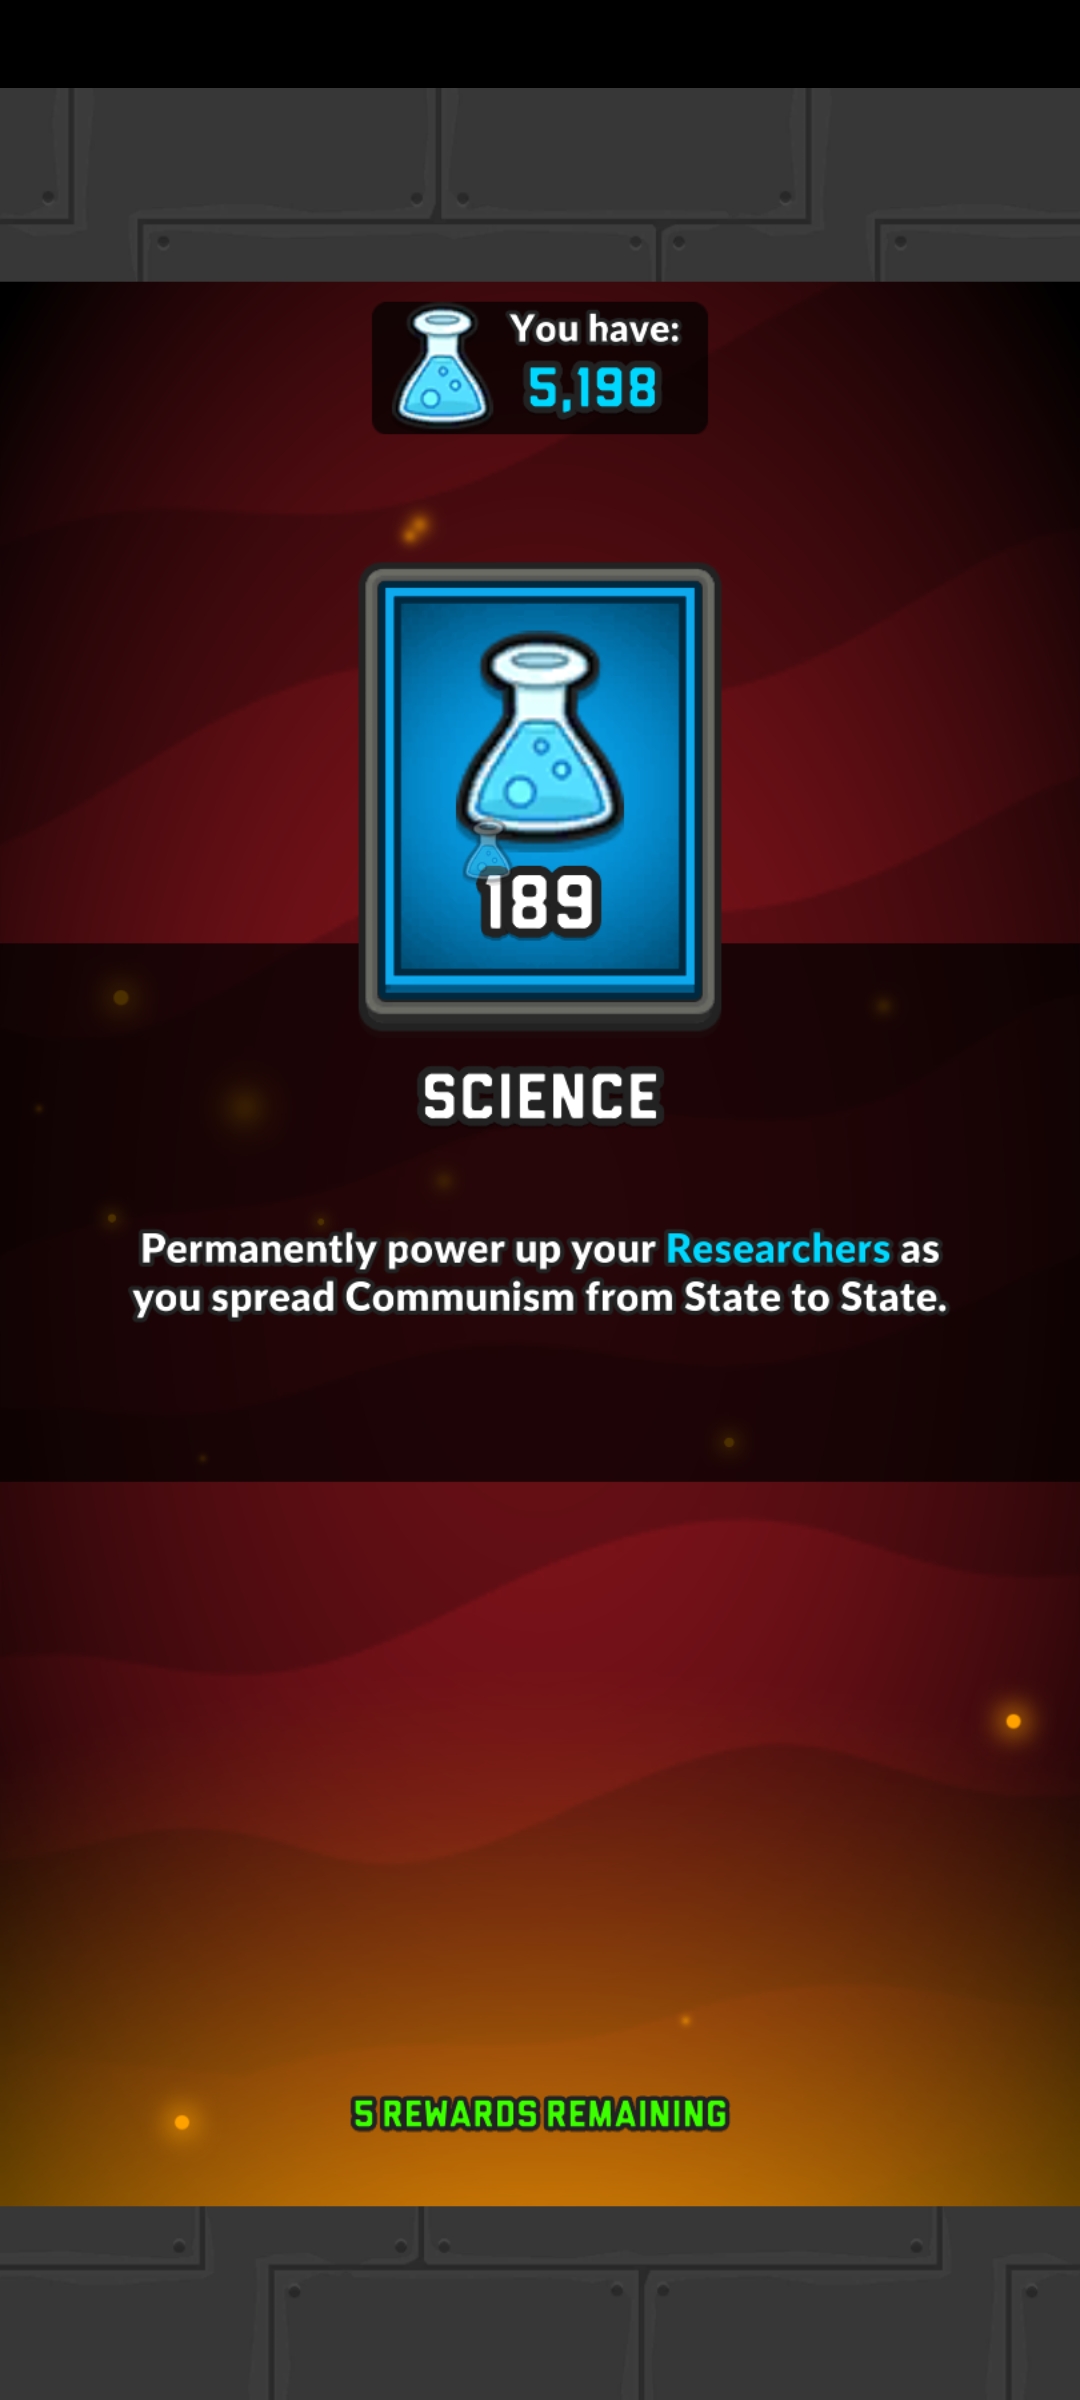 You have:
5,198
189
SCIENCE
Permanently power up your Researchers as
you spread Communism from State to State.
5 REWARDS REMAINING